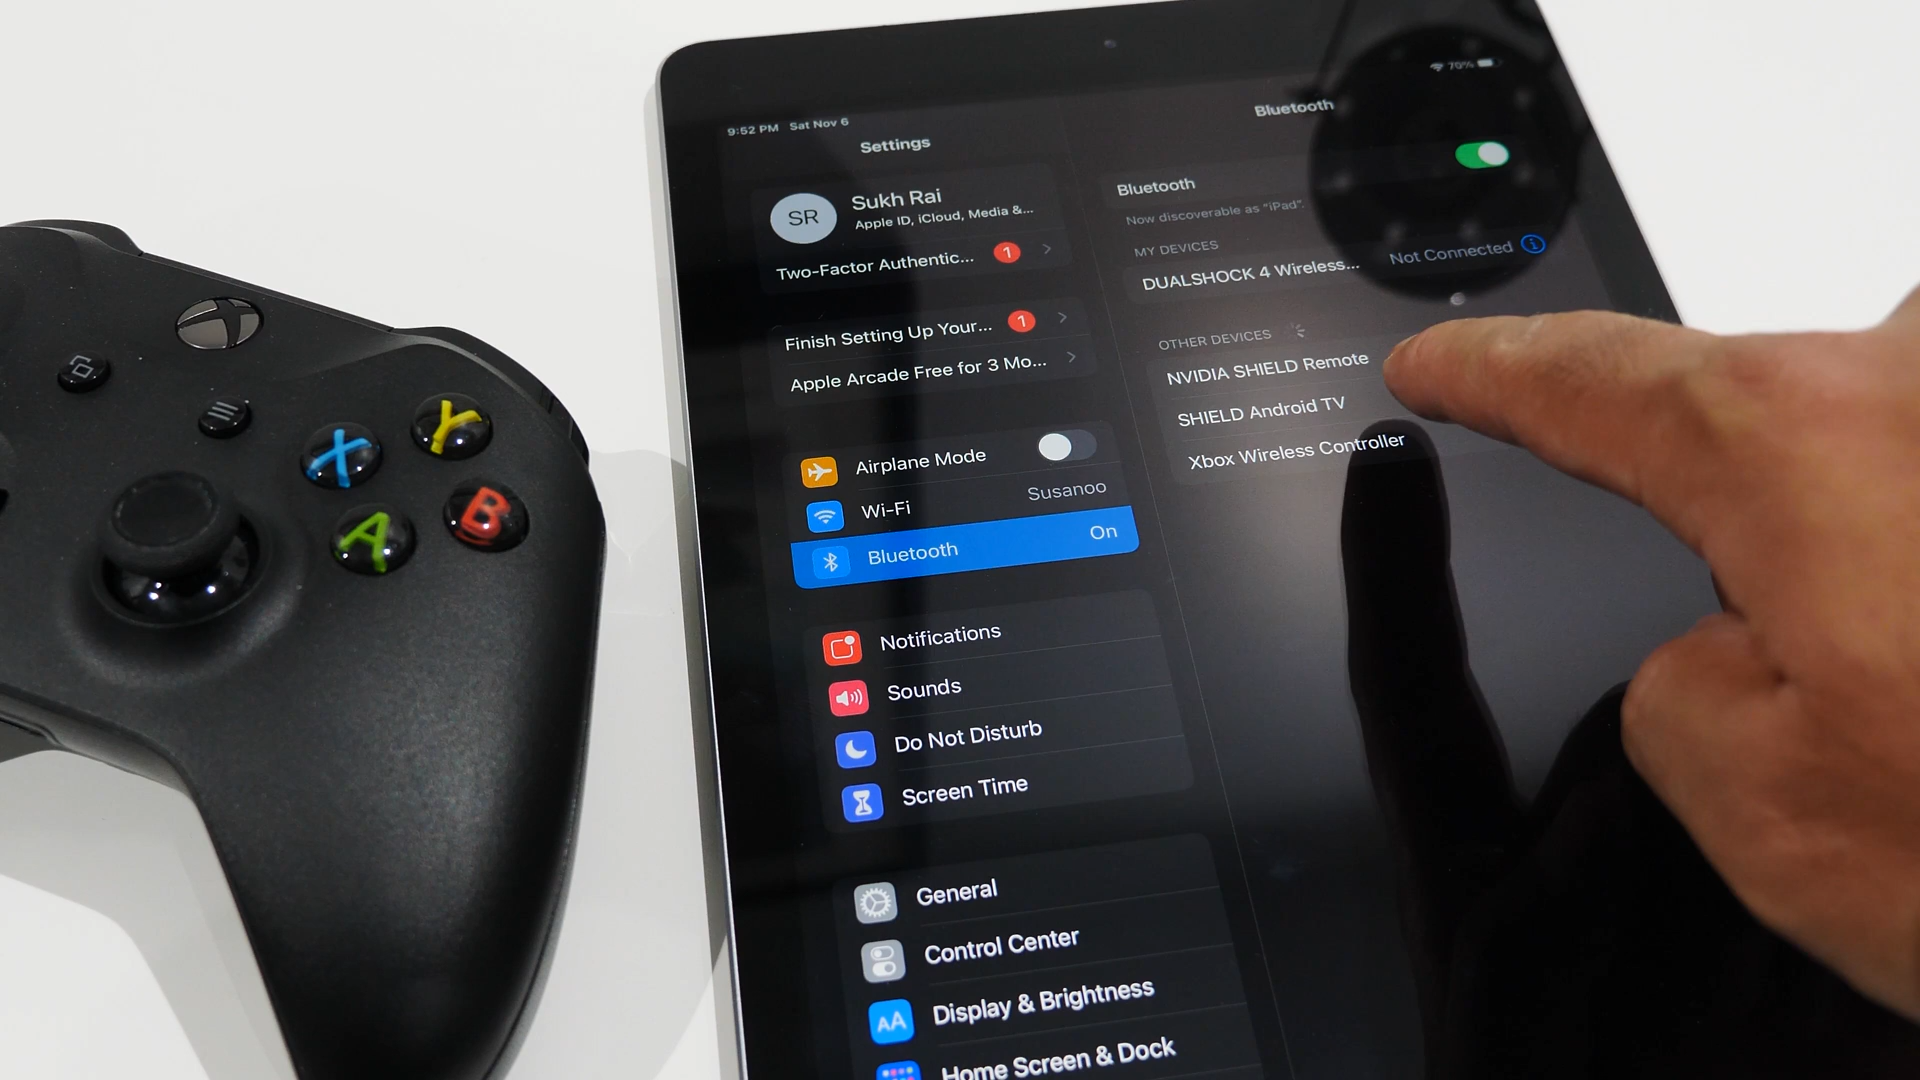 X
Y
A
B
9:52 PM Sat Nov 6
70%
Settings
SR
Sukh Rai
Apple ID, iCloud, Media &...
Two-Factor Authentic...
1
Finish Setting Up Your...
1
Apple Arcade Free for 3 Mo...
Airplane Mode
Wi-Fi
Susanoo
Bluetooth
On
Notifications
Sounds
Do Not Disturb
Screen Time
General
Control Center
AA
Display & Brightness
Home Screen & Dock
Bluetooth
Bluetooth
Now discoverable as “iPad”.
MY DEVICES
DUALSHOCK 4 Wireless...
Not Connected
OTHER DEVICES
NVIDIA SHIELD Remote
SHIELD Android TV
Xbox Wireless Controller